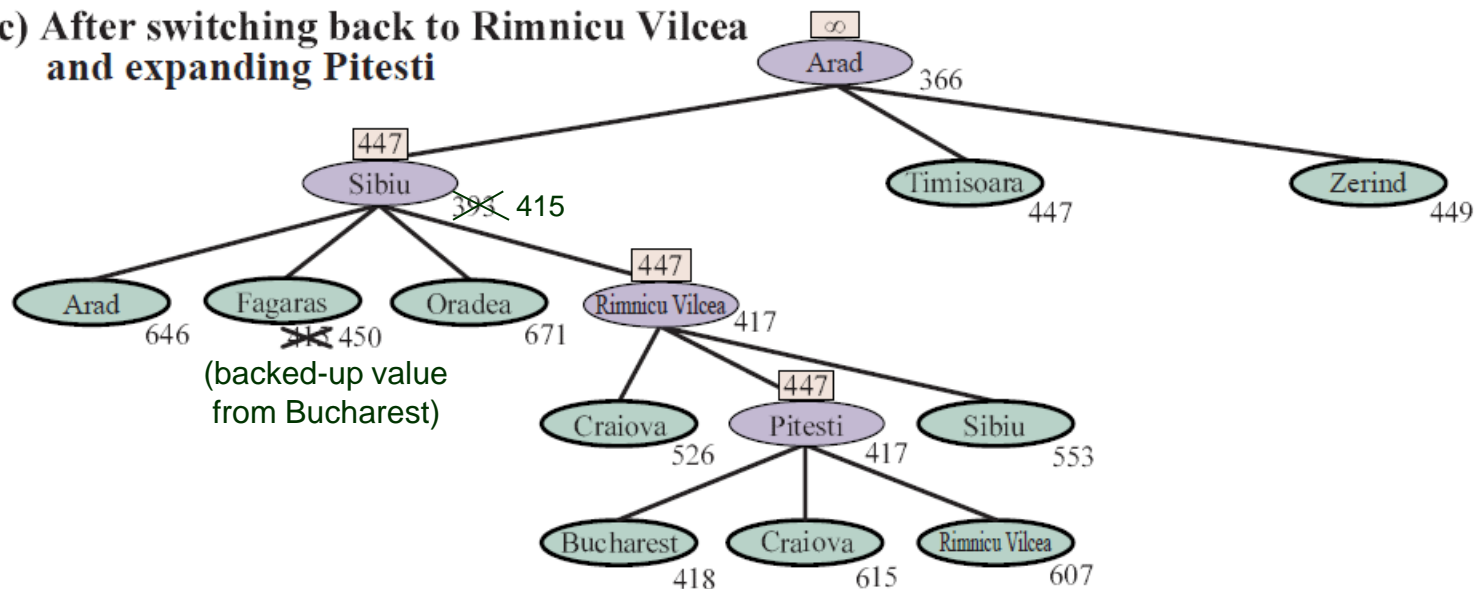 c) After switching back to Rimnicu Vilcea
and expanding Pitesti
∞
Arad
366
447
Sibiu
393 415
Timisoara
447
Zerind
449
Arad
646
Fagaras
415 450
(backed-up value
from Bucharest)
Oradea
671
447
Rimnicu Vilcea
417
Craiova
526
447
Pitesti
417
Sibiu
553
Bucharest
418
Craiova
615
Rimnicu Vilcea
607